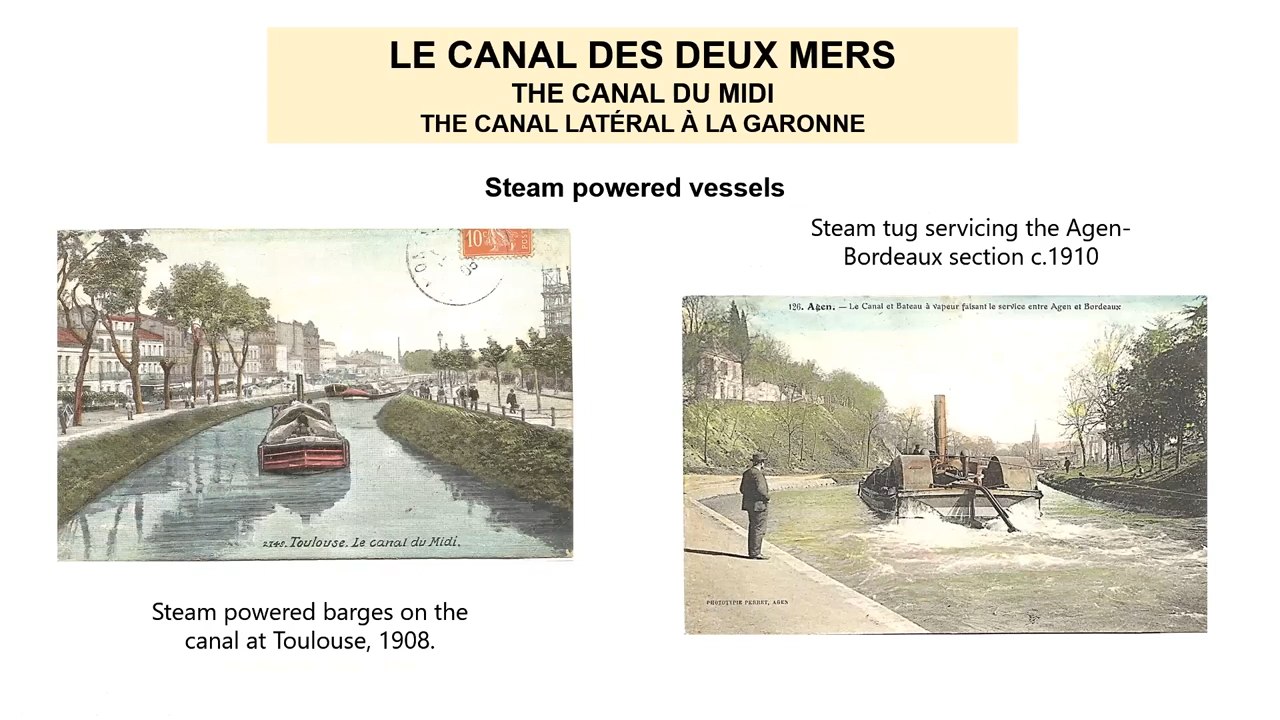 LE CANAL DES DEUX MERS
THE CANAL DU MIDI
THE CANAL LATÉRAL À LA GARONNE
Steam powered vessels
Steam tug servicing the Agen-
Bordeaux section c.1910
10c
POSTES
126. Agen. — Le Canal et Bateau à vapeur faisant le service entre Agen et Bordeaux
Toulouse. Le canal du Midi.
PHOTOTYPIE PERRET, AGEN
Steam powered barges on the
canal at Toulouse, 1908.